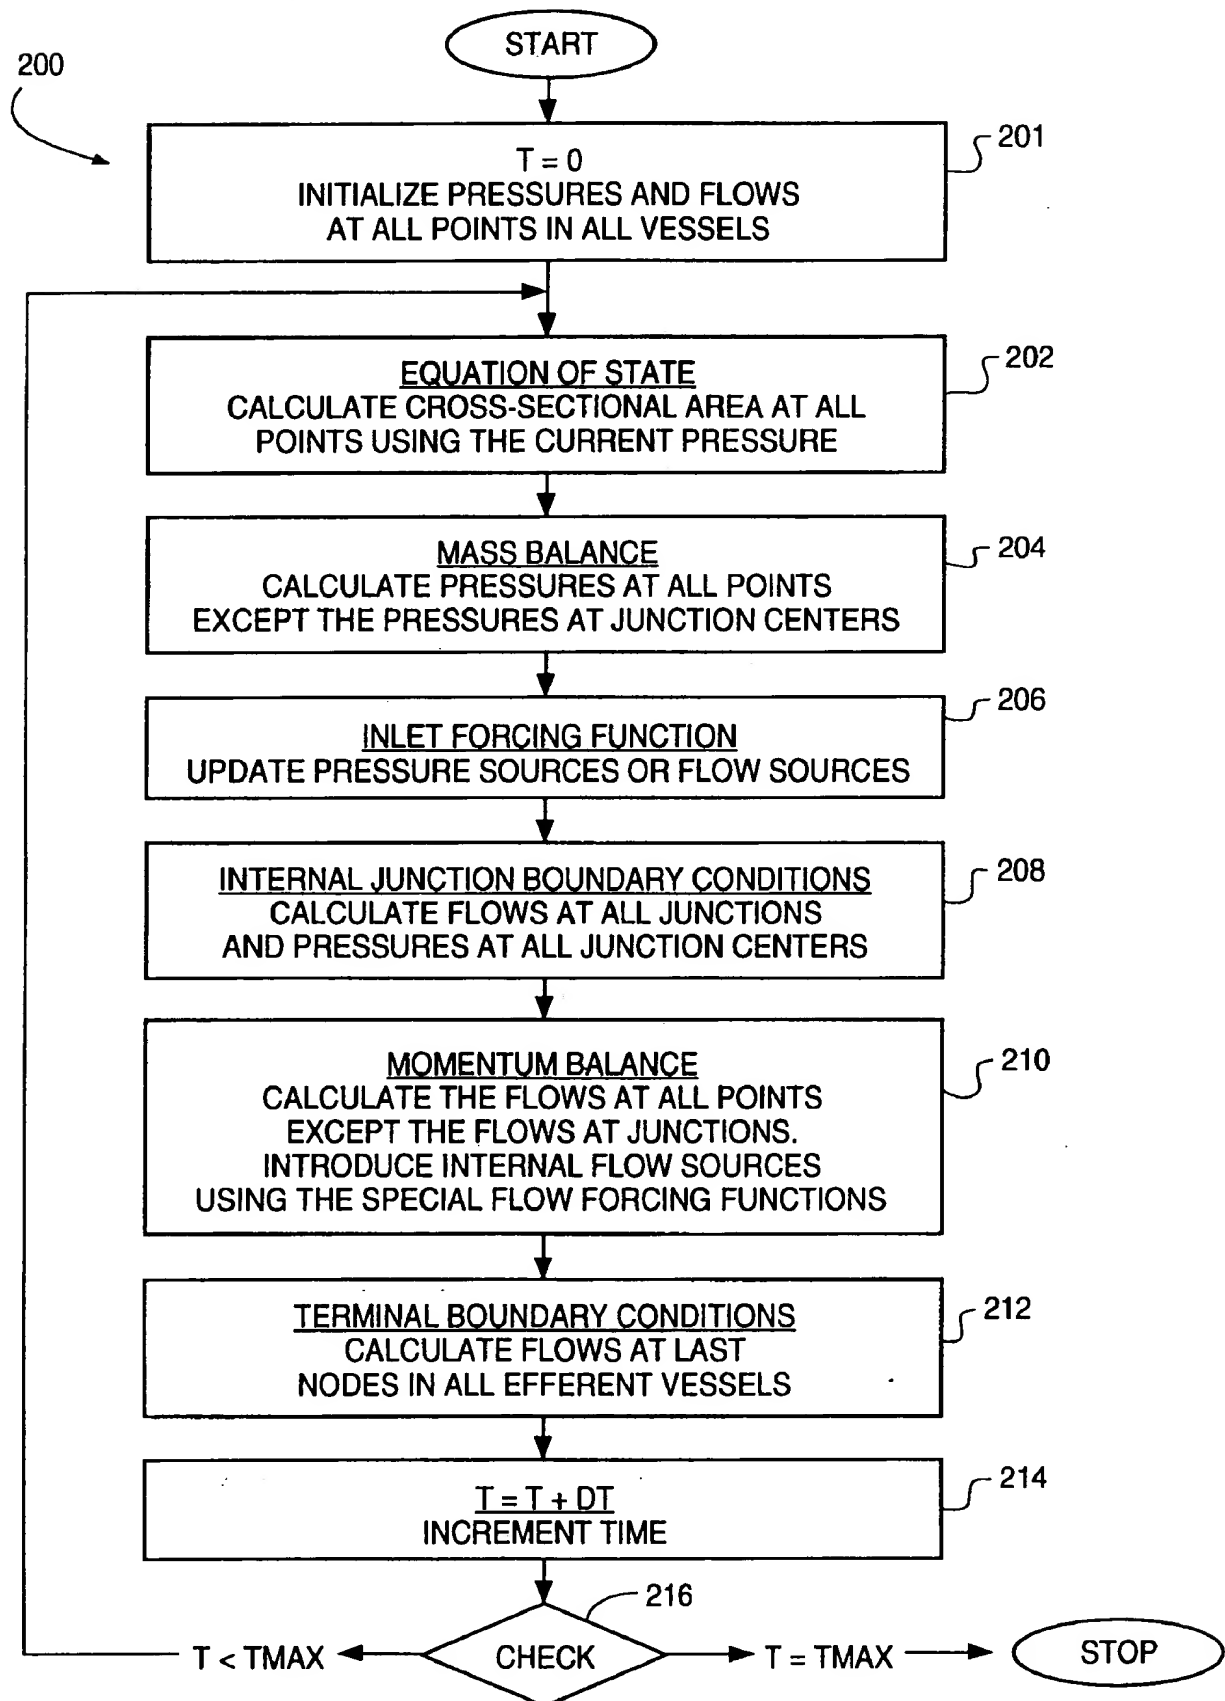 START
200
201
T = 0
INITIALIZE PRESSURES AND FLOWS
AT ALL POINTS IN ALL VESSELS
202
EQUATION OF STATE
CALCULATE CROSS-SECTIONAL AREA AT ALL
POINTS USING THE CURRENT PRESSURE
204
MASS BALANCE
CALCULATE PRESSURES AT ALL POINTS
EXCEPT THE PRESSURES AT JUNCTION CENTERS
206
INLET FORCING FUNCTION
UPDATE PRESSURE SOURCES OR FLOW SOURCES
208
INTERNAL JUNCTION BOUNDARY CONDITIONS
CALCULATE FLOWS AT ALL JUNCTIONS
AND PRESSURES AT ALL JUNCTION CENTERS
210
MOMENTUM BALANCE
CALCULATE THE FLOWS AT ALL POINTS
EXCEPT THE FLOWS AT JUNCTIONS.
INTRODUCE INTERNAL FLOW SOURCES
USING THE SPECIAL FLOW FORCING FUNCTIONS
212
TERMINAL BOUNDARY CONDITIONS
CALCULATE FLOWS AT LAST
NODES IN ALL EFFERENT VESSELS
214
T = T + DT
INCREMENT TIME
216
T < TMAX
CHECK
T = TMAX
STOP